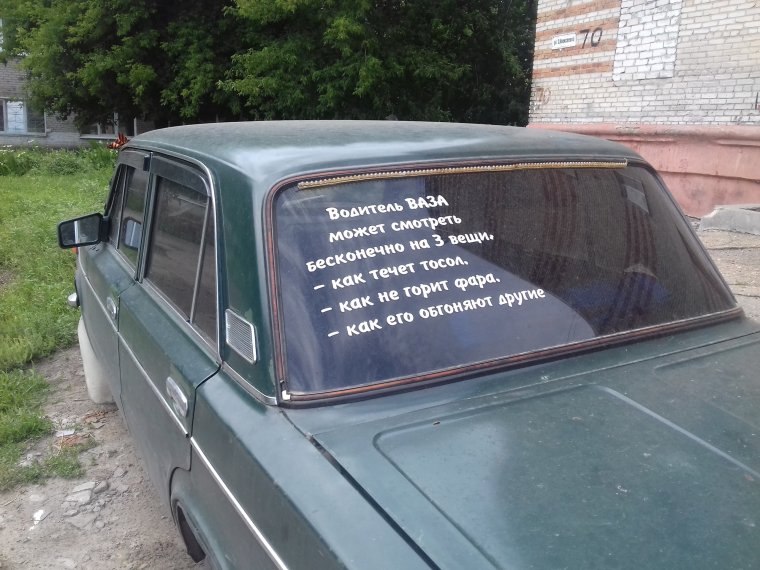 70
Водитель ВАЗА
может смотреть
бесконечно на 3 вещи.
- как течет тосол.
- как не горит фара.
- как его обгоняют другие